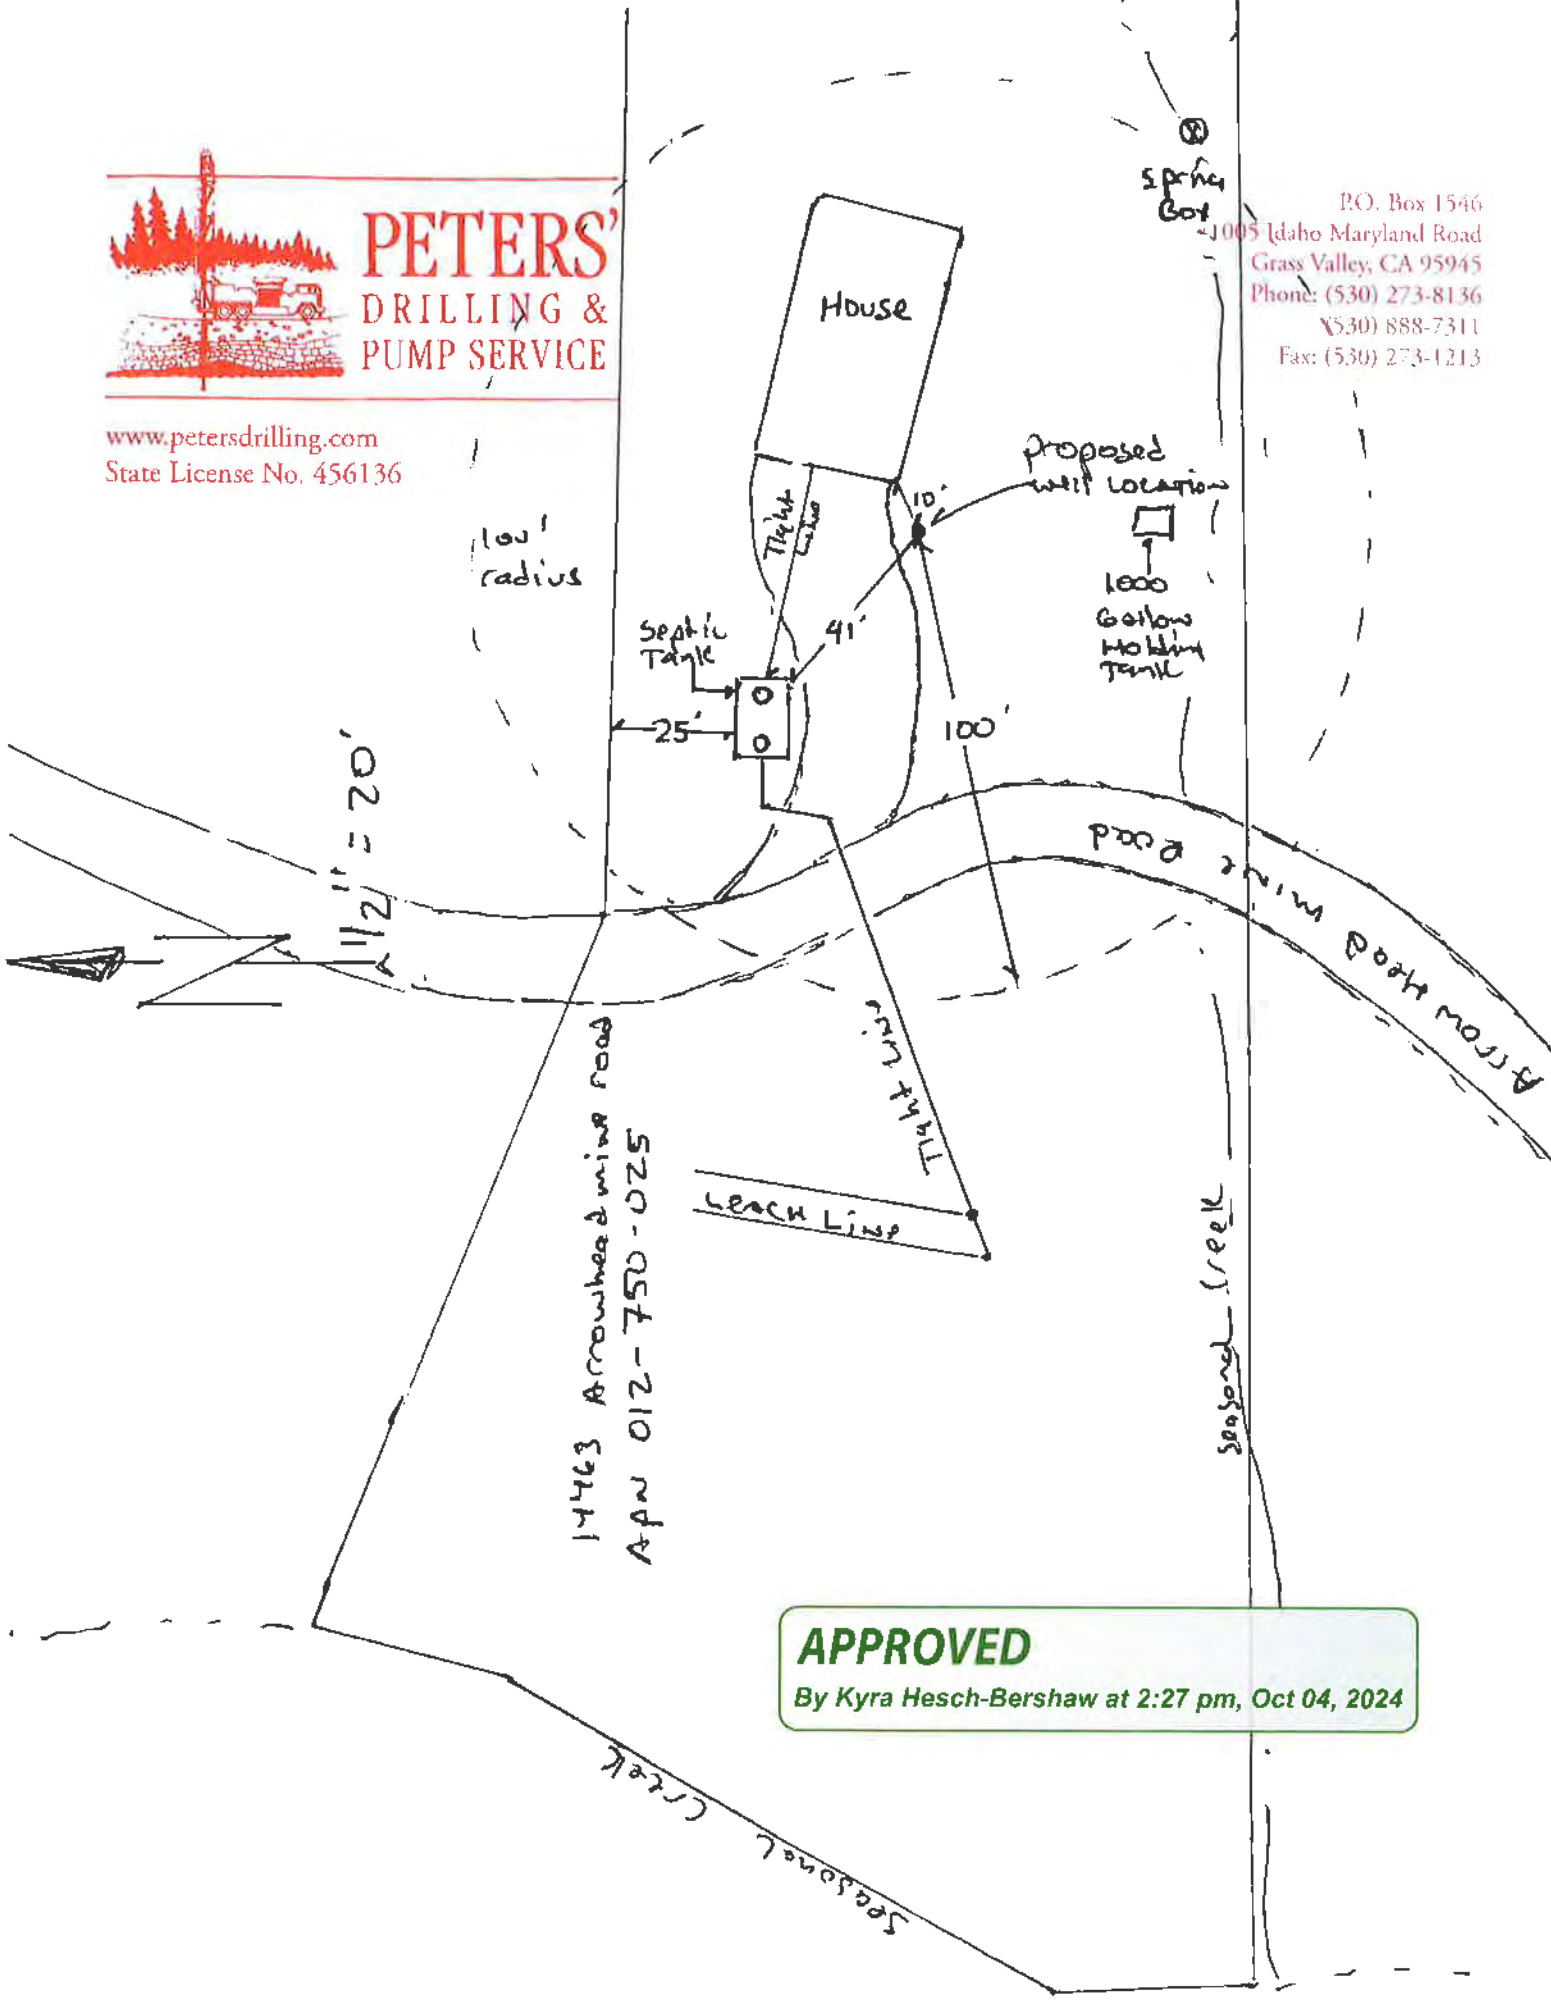 PETERS'
DRILLING &
PUMP SERVICE
www.petersdrilling.com
State License No. 456136
P.O. Box 1546
1005 Idaho Maryland Road
Grass Valley, CA 95945
Phone: (530) 273-8136
(530) 888-7311
Fax: (530) 273-1213
Spring
Box
House
proposed
well Location
10'
Tight
Line
100'
radius
1000
Gallon
Holding
Tank
Septic
Tank
41'
25'
100'
1/2" = 20'
N
Arrow Head Mine Road
Tight Line
Leach Line
14463 Arrowhead mine road
APN 012-750-025
seasonal creek
APPROVED
By Kyra Hesch-Bershaw at 2:27 pm, Oct 04, 2024
Seasonal Creek